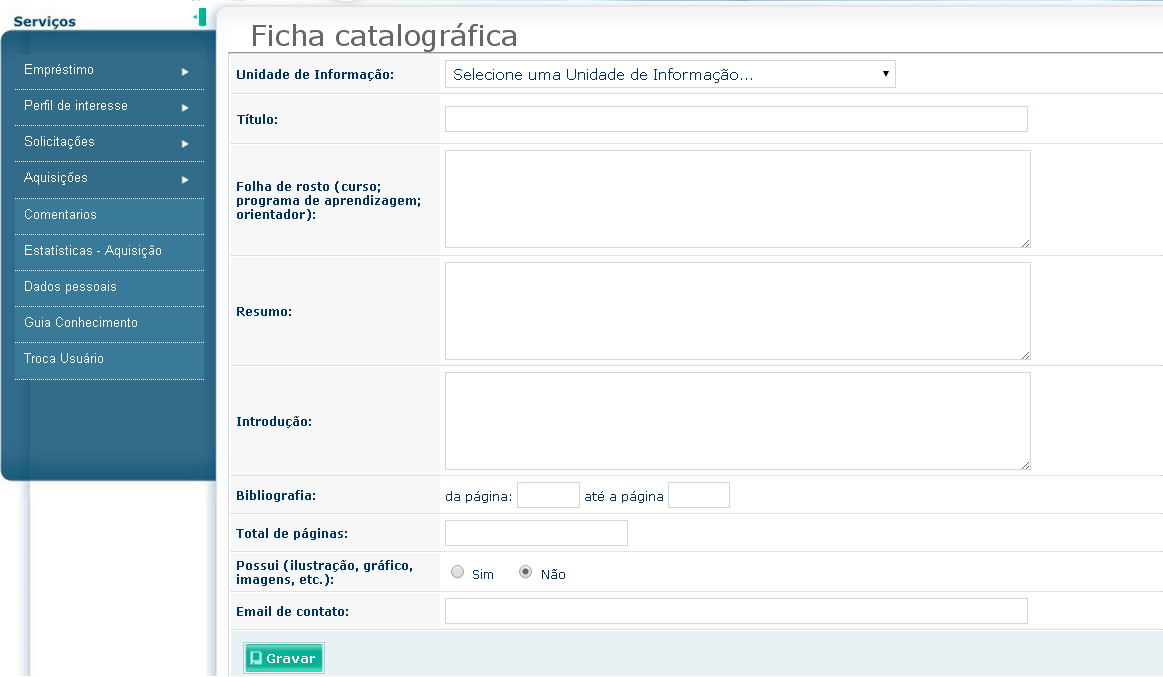 Serviços
Empréstimo
Perfil de interesse
Solicitações
Aquisições
Comentarios
Estatísticas - Aquisição
Dados pessoais
Guia Conhecimento
Troca Usuário
Ficha catalográfica
Unidade de Informação:
Selecione uma Unidade de Informação...
Título:
Folha de rosto (curso;
programa de aprendizagem;
orientador):
Resumo:
Introdução:
Bibliografia:
da página: até a página
Total de páginas:
Possui (ilustração, gráfico,
imagens, etc.):
Sim Não
Email de contato:
Gravar